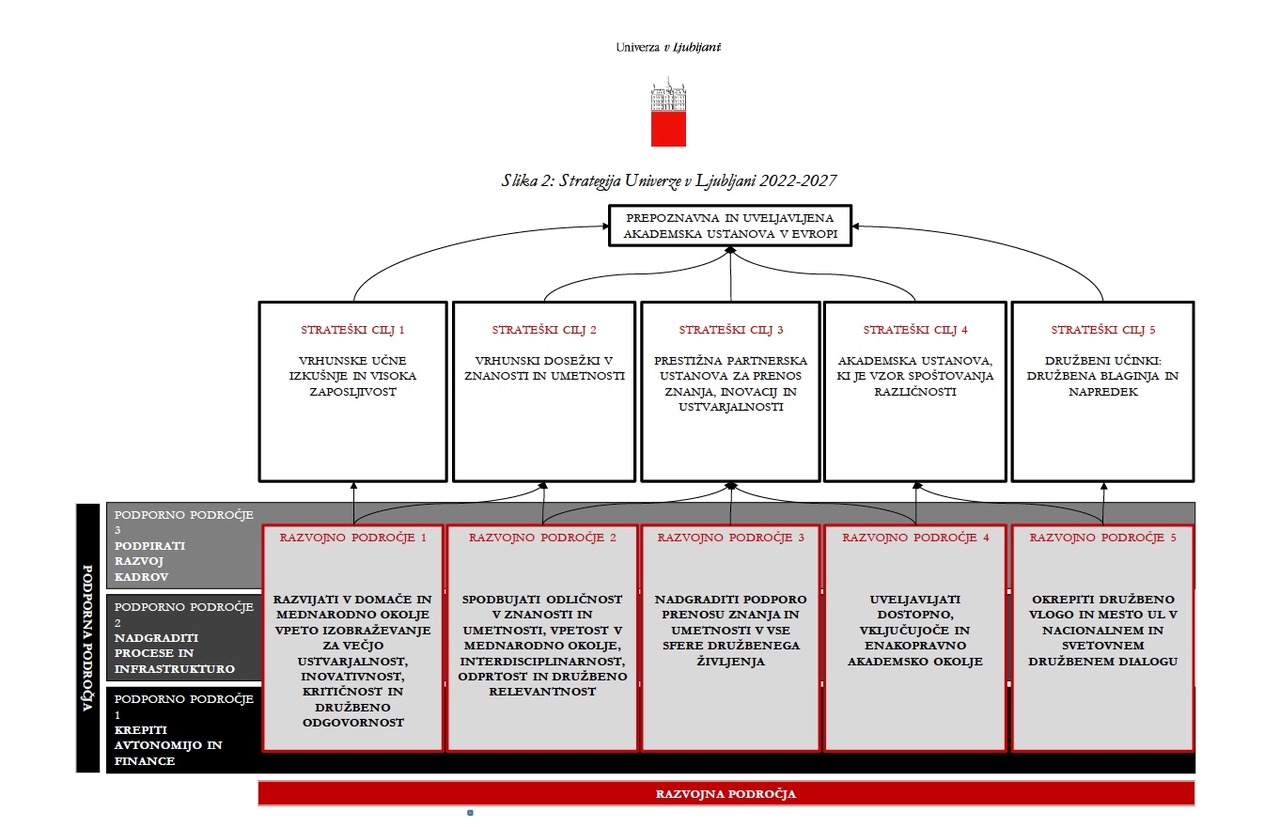 Univerza v Ljubljani
Slika 2: Strategija Univerze v Ljubljani 2022-2027
PREPOZNAVNA IN UVELJAVLJENA
AKADEMSKA USTANOVA V EVROPI
STRATEŠKI CILJ 1
VRHUNSKE UČNE
IZKUŠNJE IN VISOKA
ZAPOSLJIVOST
STRATEŠKI CILJ 2
VRHUNSKI DOSEŽKI V
ZNANOSTI IN UMETNOSTI
STRATEŠKI CILJ 3
PRESTIŽNA PARTNERSKA
USTANOVA ZA PRENOS
ZNANJA, INOVACIJ IN
USTVARJALNOSTI
STRATEŠKI CILJ 4
AKADEMSKA USTANOVA,
KI JE VZOR SPOŠTOVANJA
RAZLIČNOSTI
STRATEŠKI CILJ 5
DRUŽBENI UČINKI:
DRUŽBENA BLAGINJA IN
NAPREDEK
PODPORNA PODROČJA
PODPORNO PODROČJE
3
PODPIRATI
RAZVOJ
KADROV
PODPORNO PODROČJE
2
NADGRADITI
PROCESE IN
INFRASTRUKTURO
PODPORNO PODROČJE
1
KREPITI
AVTONOMIJO IN
FINANCE
RAZVOJNO PODROČJE 1
RAZVIJATI V DOMAČE IN
MEDNARODNO OKOLJE
VPETO IZOBRAŽEVANJE
ZA VEČJO
USTVARJALNOST,
INOVATIVNOST,
KRITIČNOST IN
DRUŽBENO
ODGOVORNOST
RAZVOJNO PODROČJE 2
SPODBUJATI ODLIČNOST
V ZNANOSTI IN
UMETNOSTI, VPETOST V
MEDNARODNO OKOLJE,
INTERDISCIPLINARNOST,
ODPRTOST IN DRUŽBENO
RELEVANTNOST
RAZVOJNO PODROČJE 3
NADGRADITI PODPORO
PRENOSU ZNANJA IN
UMETNOSTI V VSE
SFERE DRUŽBENEGA
ŽIVLJENJA
RAZVOJNO PODROČJE 4
UVELJAVLJATI
DOSTOPNO,
VKLJUČUJOČE IN
ENAKOPRAVNO
AKADEMSKO OKOLJE
RAZVOJNO PODROČJE 5
OKREPITI DRUŽBENO
VLOGO IN MESTO UL V
NACIONALNEM IN
SVETOVNEM
DRUŽBENEM DIALOGU
RAZVOJNA PODROČJA